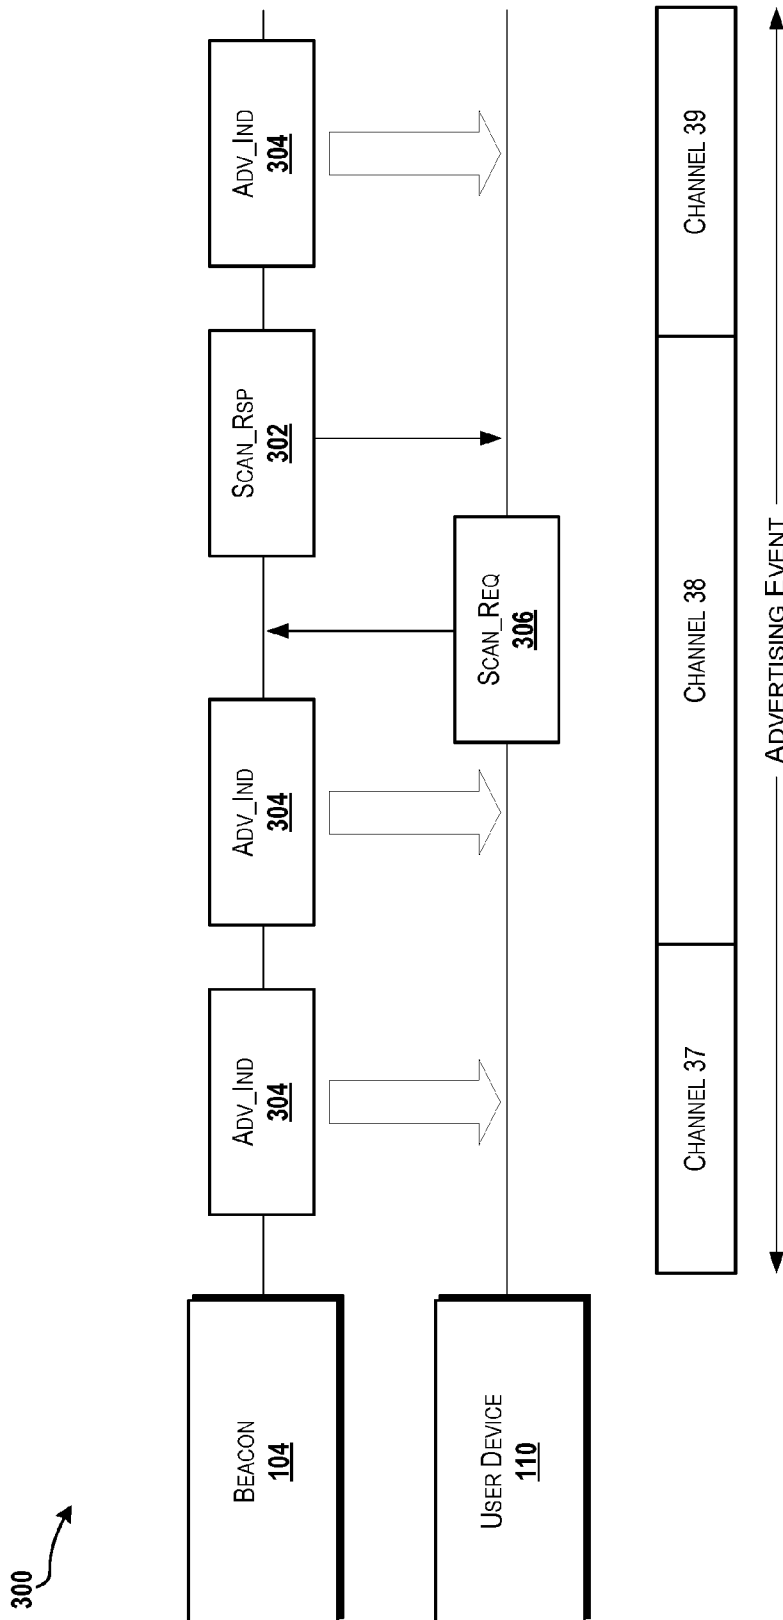 300
BEACON
104
ADV_IND
304
ADV_IND
304
SCAN_RSP
302
ADV_IND
304
USER DEVICE
110
SCAN_REQ
306
CHANNEL 37
CHANNEL 38
CHANNEL 39
ADVERTISING EVENT